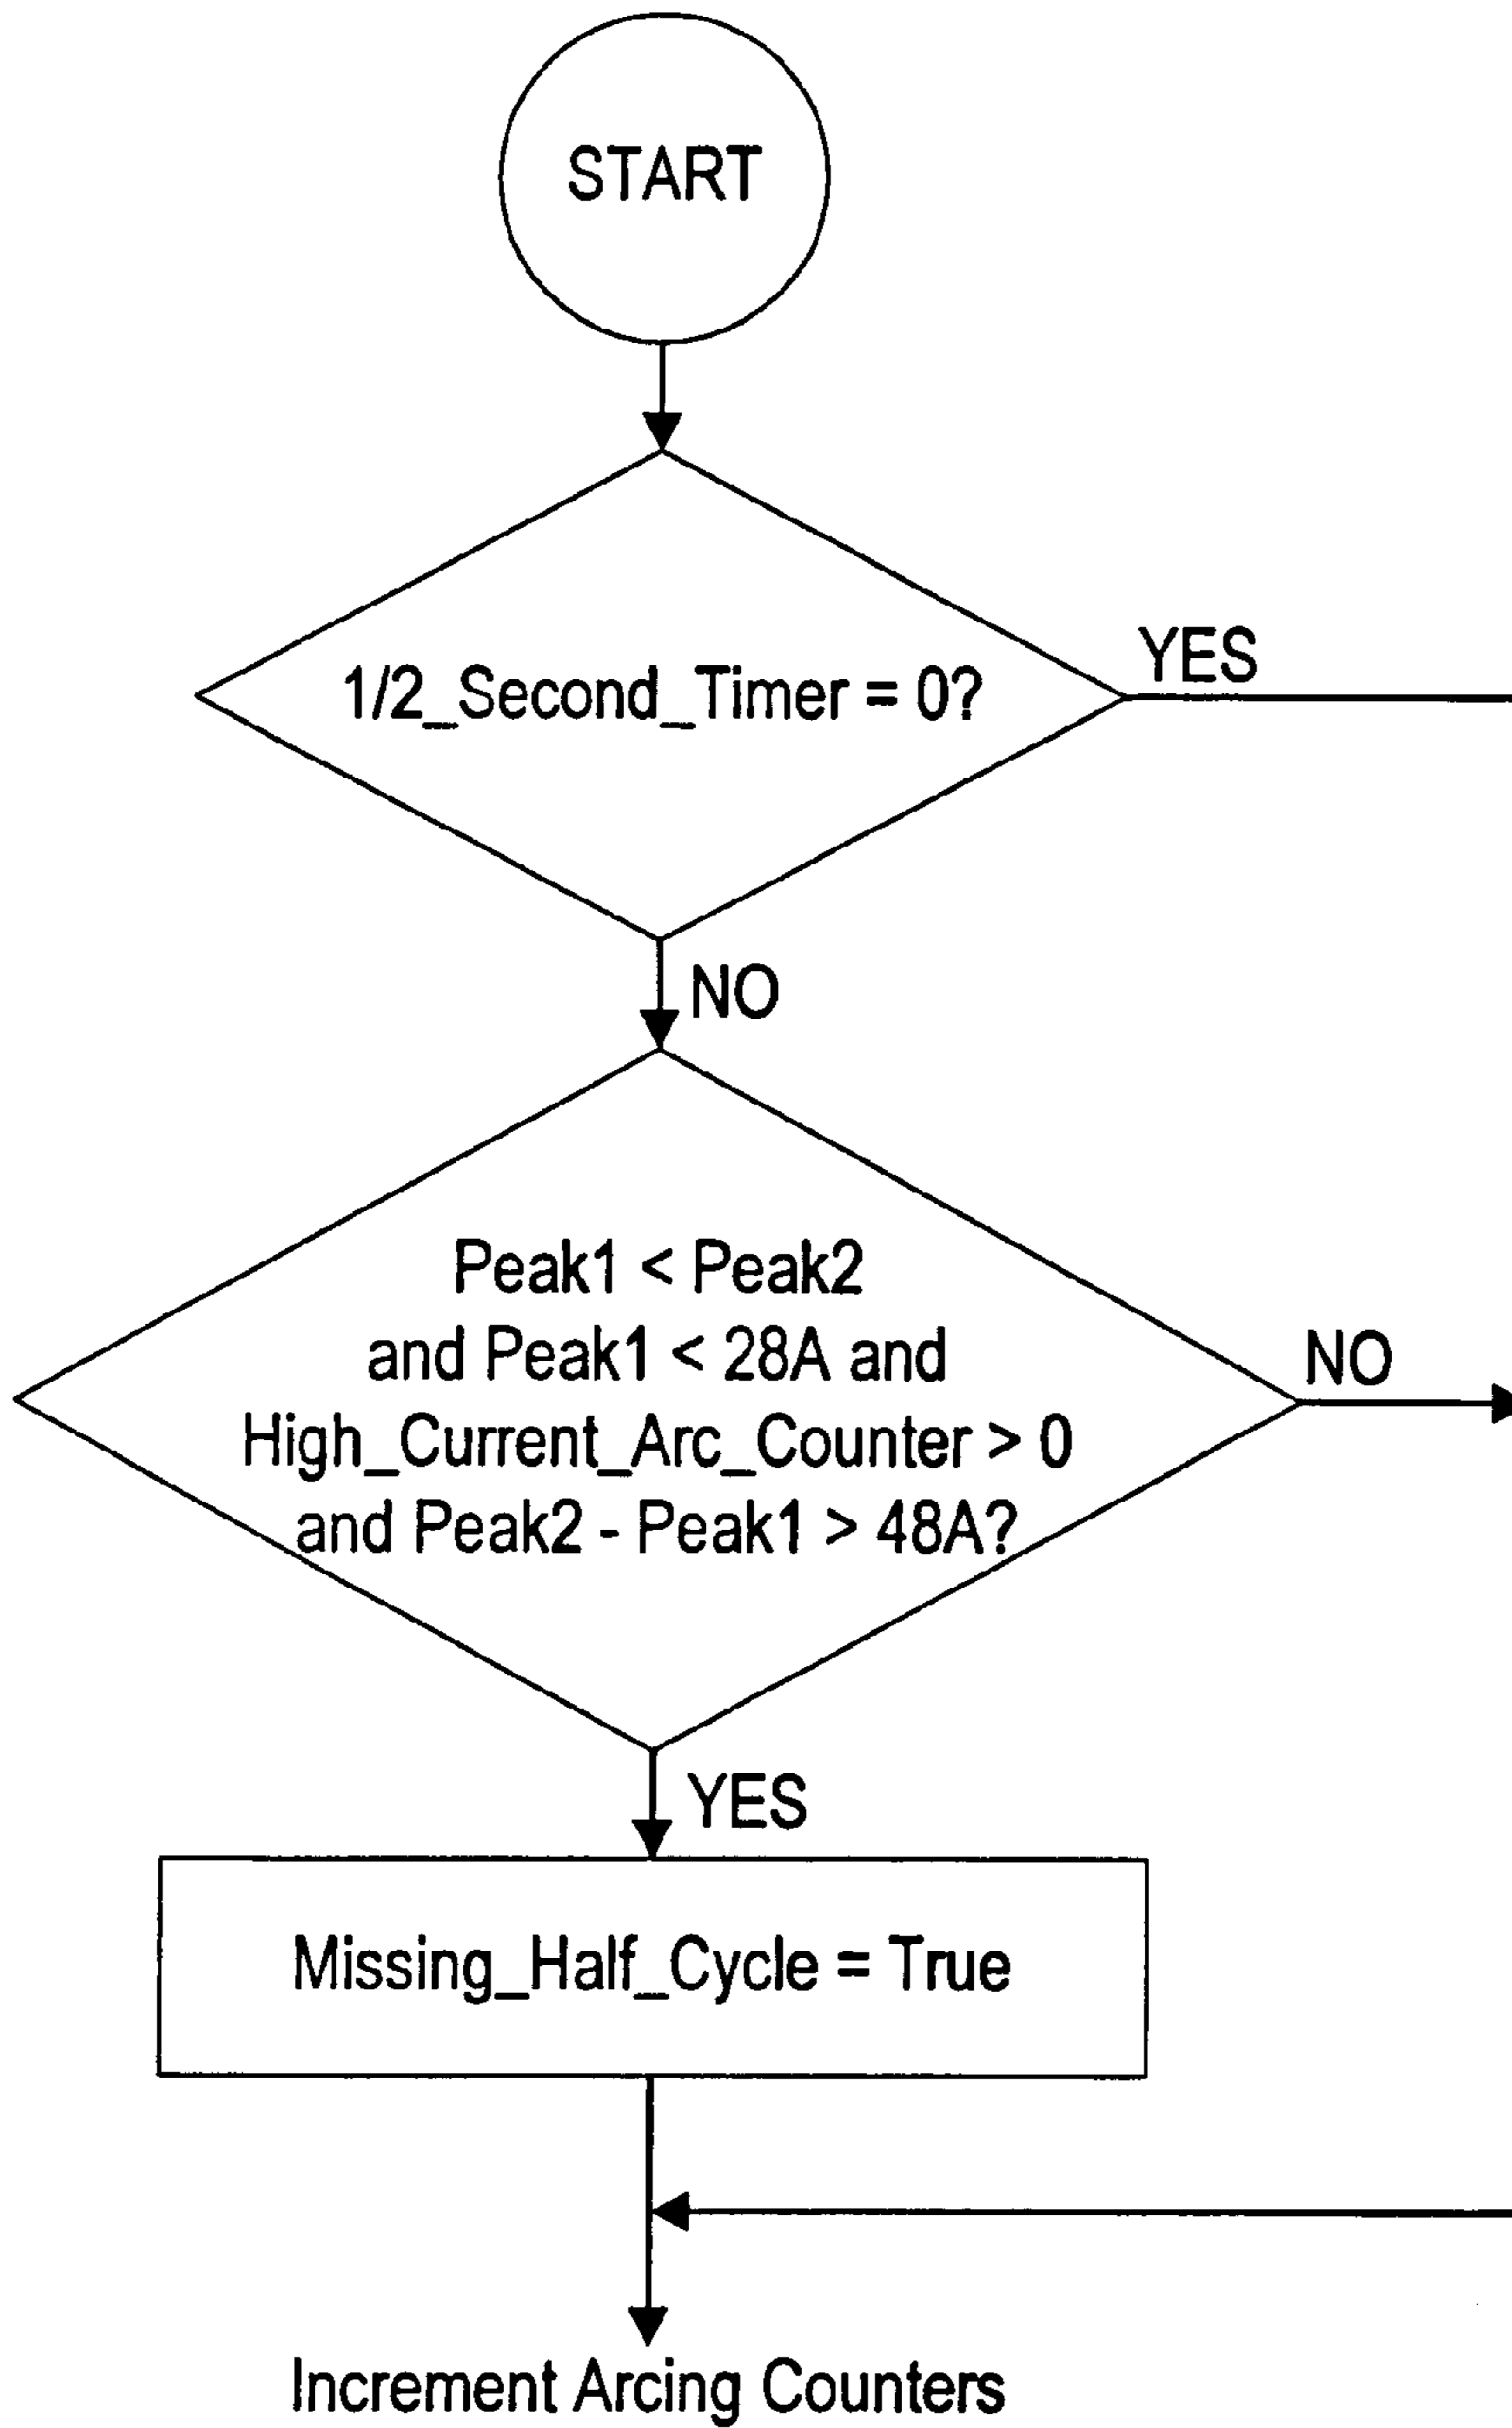 START
1/2_Second_Timer = 0?
YES
NO
Peak1 < Peak2
and Peak1 < 28A and
High_Current_Arc_Counter > 0
and Peak2 - Peak1 > 48A?
NO
YES
Missing_Half_Cycle = True
Increment Arcing Counters